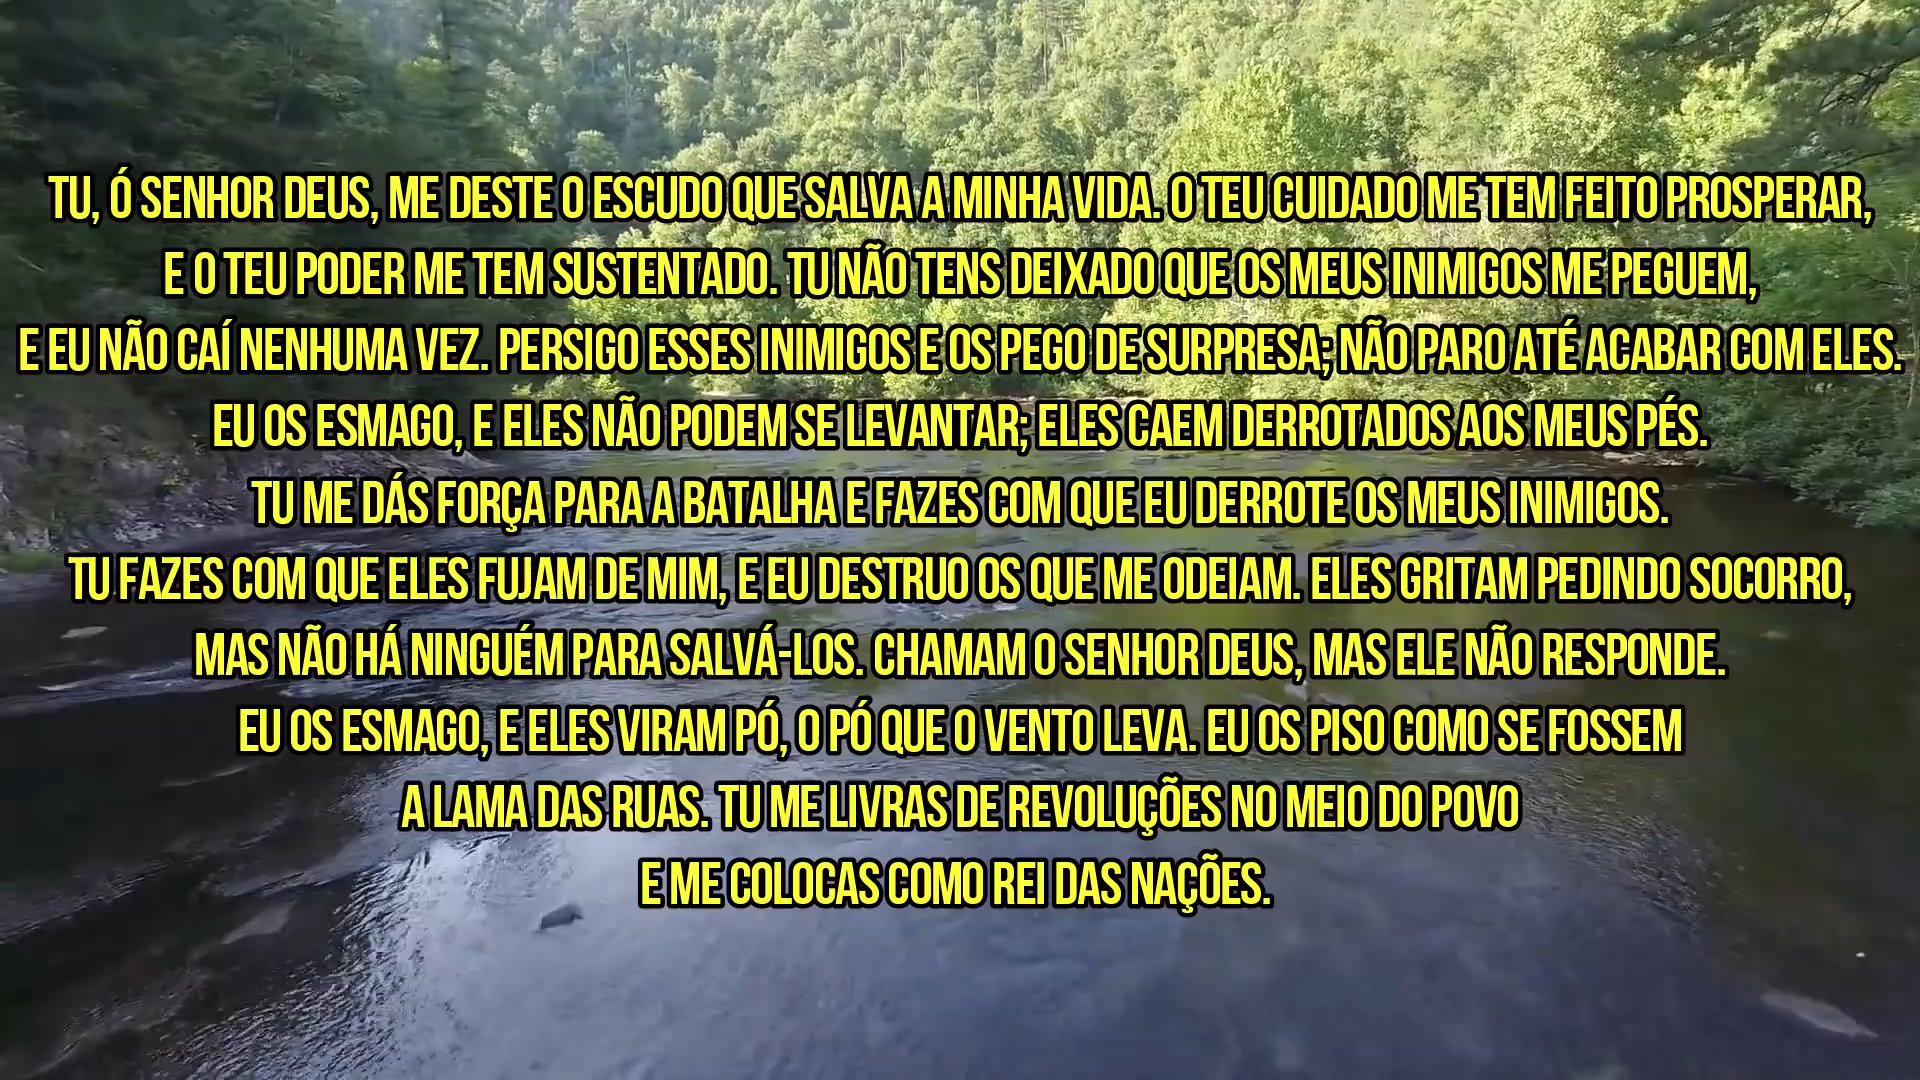 TU, Ó SENHOR DEUS, ME DESTE O ESCUDO QUE SALVA A MINHA VIDA. O TEU CUIDADO ME TEM FEITO PROSPERAR,
E O TEU PODER ME TEM SUSTENTADO. TU NÃO TENS DEIXADO QUE OS MEUS INIMIGOS ME PEGUEM,
E EU NÃO CAÍ NENHUMA VEZ. PERSIGO ESSES INIMIGOS E OS PEGO DE SURPRESA; NÃO PARO ATÉ ACABAR COM ELES.
EU OS ESMAGO, E ELES NÃO PODEM SE LEVANTAR; ELES CAEM DERROTADOS AOS MEUS PÉS.
TU ME DÁS FORÇA PARA A BATALHA E FAZES COM QUE EU DERROTE OS MEUS INIMIGOS.
TU FAZES COM QUE ELES FUJAM DE MIM, E EU DESTRUO OS QUE ME ODEIAM. ELES GRITAM PEDINDO SOCORRO,
MAS NÃO HÁ NINGUÉM PARA SALVÁ-LOS. CHAMAM O SENHOR DEUS, MAS ELE NÃO RESPONDE.
EU OS ESMAGO, E ELES VIRAM PÓ, O PÓ QUE O VENTO LEVA. EU OS PISO COMO SE FOSSEM
A LAMA DAS RUAS. TU ME LIVRAS DE REVOLUÇÕES NO MEIO DO POVO
E ME COLOCAS COMO REI DAS NAÇÕES.